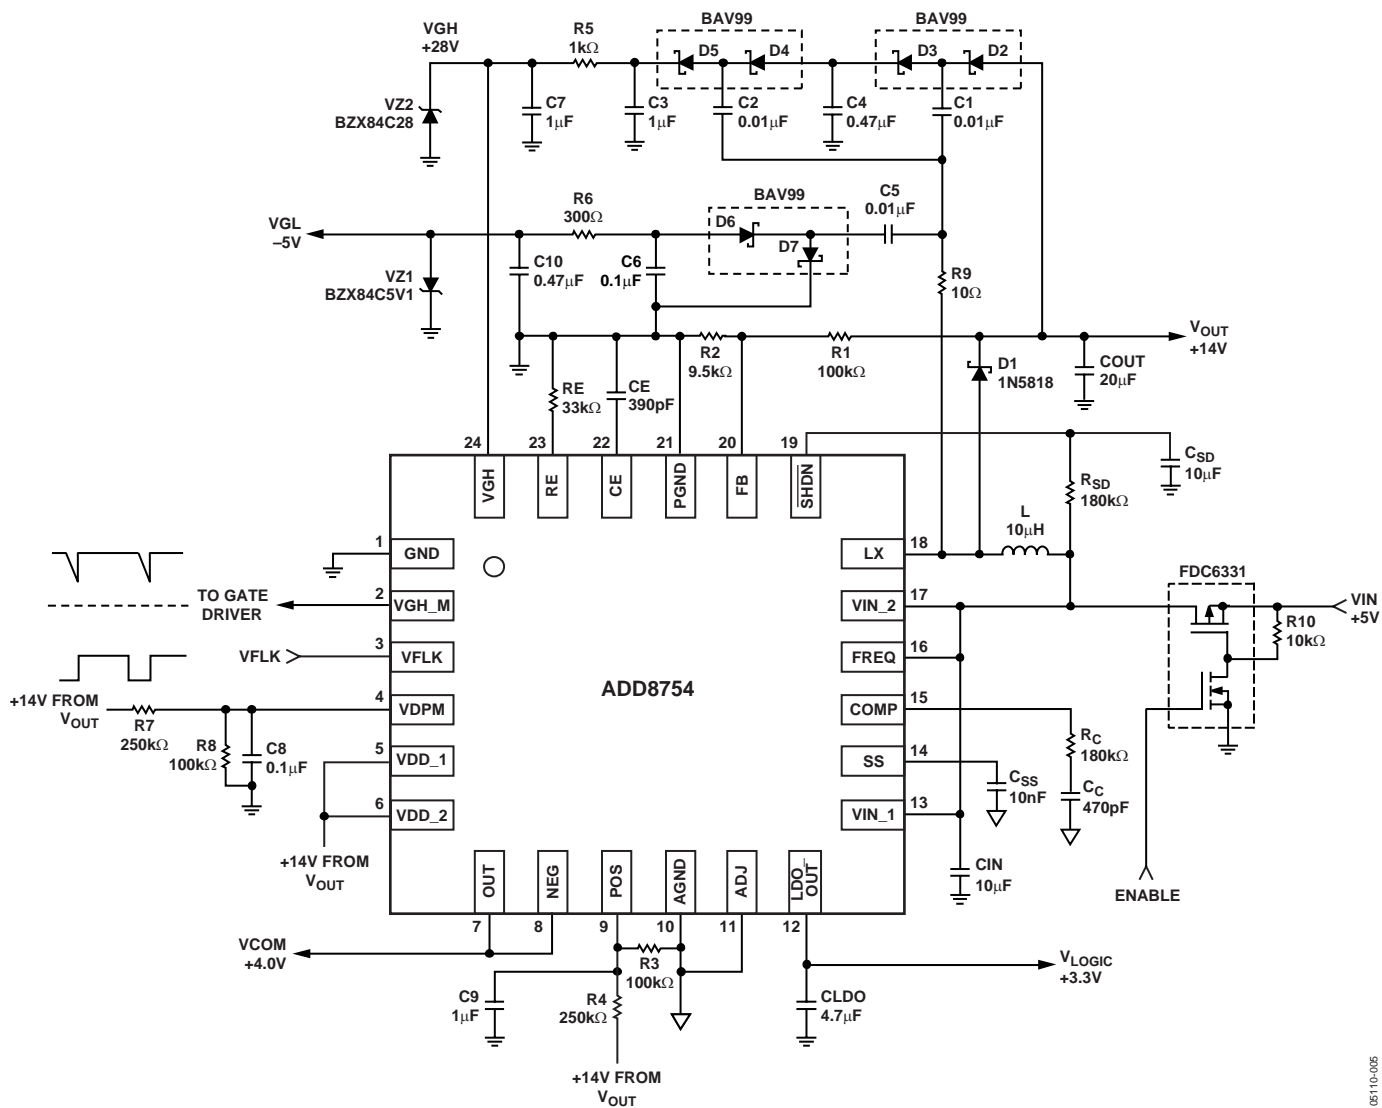 BAV99
BAV99
VGH
+28V
R5
1kΩ
D5
D4
D3
D2
VZ2
BZX84C28
C7
1μF
C3
1μF
C2
0.01μF
C4
0.47μF
C1
0.01μF
VGL
–5V
R6
300Ω
BAV99
D6
D7
C5
0.01μF
VZ1
BZX84C5V1
C10
0.47μF
C6
0.1μF
R9
10Ω
R2
9.5kΩ
R1
100kΩ
D1
1N5818
VOUT
+14V
COUT
20μF
RE
33kΩ
CE
390pF
24
23
22
21
20
19
VGH
RE
CE
PGND
FB
SHDN
CSD
10μF
RSD
180kΩ
L
10μH
1
GND
18
LX
TO GATE
DRIVER
2
VGH_M
17
VIN_2
FDC6331
VIN
+5V
R10
10kΩ
VFLK
3
VFLK
16
FREQ
ADD8754
+14V FROM
VOUT
R7
250kΩ
4
VDPM
15
COMP
RC
180kΩ
R8
100kΩ
C8
0.1μF
5
VDD_1
14
SS
CSS
10nF
CC
470pF
6
VDD_2
13
VIN_1
+14V FROM
VOUT
CIN
10μF
ENABLE
OUT
NEG
POS
AGND
ADJ
LDO_
OUT
7
8
9
10
11
12
VCOM
+4.0V
R3
100kΩ
VLOGIC
+3.3V
C9
1μF
R4
250kΩ
CLDO
4.7μF
+14V FROM
VOUT
05110-005